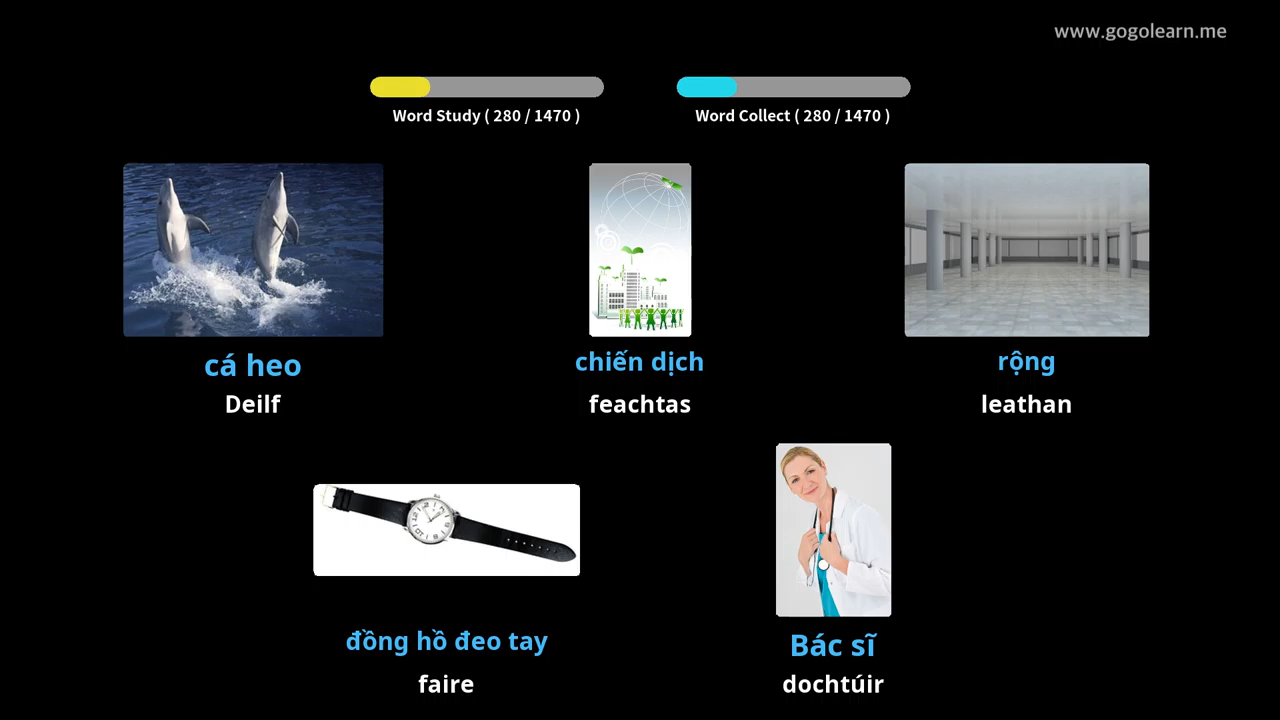 www.gogolearn.me
Word Study ( 280 / 1470 )
Word Collect ( 280 / 1470 )
cá heo
Deilf
chiến dịch
feachtas
rộng
leathan
đồng hồ đeo tay
faire
Bác sĩ
dochtúir